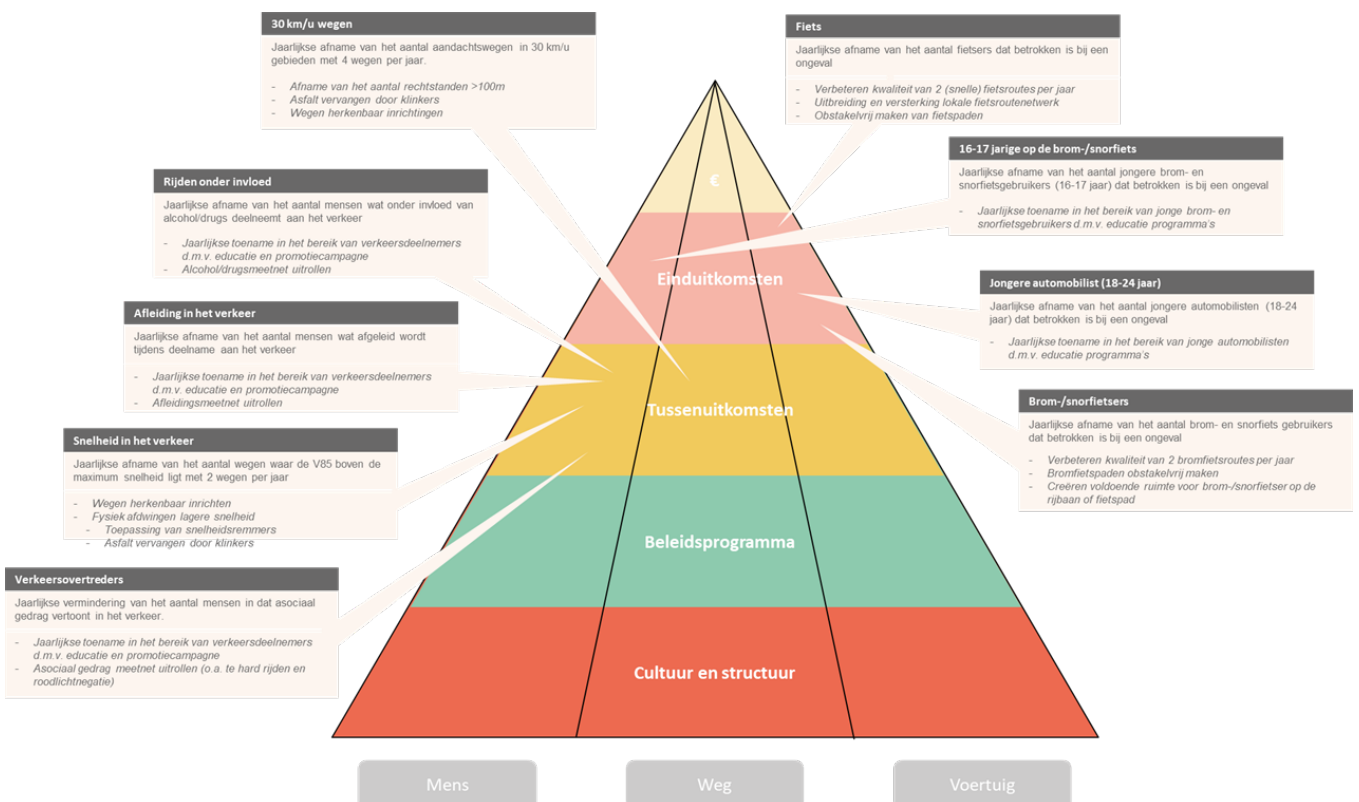 30 km/u wegen
Jaarlijkse afname van het aantal aandachtswegen in 30 km/u
gebieden met 4 wegen per jaar.
- Afname van het aantal rechtstanden >100m
- Asfalt vervangen door klinkers
- Wegen herkenbaar inrichtingen
Fiets
Jaarlijkse afname van het aantal fietsers dat betrokken is bij een
ongeval
- Verbeteren kwaliteit van 2 (snelle) fietsroutes per jaar
- Uitbreiding en versterking lokale fietsroutenetwerk
- Obstakelvrij maken van fietspaden
16-17 jarige op de brom-/snorfiets
Jaarlijkse afname van het aantal jongere brom- en
snorfietsgebruikers (16-17 jaar) dat betrokken is bij een ongeval
- Jaarlijkse toename in het bereik van jonge brom- en
snorfietsgebruikers d.m.v. educatie programma's
Rijden onder invloed
Jaarlijkse afname van het aantal mensen wat onder invloed van
alcohol/drugs deelneemt aan het verkeer
- Jaarlijkse toename in het bereik van verkeersdeelnemers
d.m.v. educatie en promotiecampagne
- Alcohol/drugsmeetnet uitrollen
Jongere automobilist (18-24 jaar)
Jaarlijkse afname van het aantal jongere automobilisten (18-24
jaar) dat betrokken is bij een ongeval
- Jaarlijkse toename in het bereik van jonge automobilisten
d.m.v. educatie programma's
Afleiding in het verkeer
Jaarlijkse afname van het aantal mensen wat afgeleid wordt
tijdens deelname aan het verkeer
- Jaarlijkse toename in het bereik van verkeersdeelnemers
d.m.v. educatie en promotiecampagne
- Afleidingsmeetnet uitrollen
Brom-/snorfietsers
Jaarlijkse afname van het aantal brom- en snorfiets gebruikers
dat betrokken is bij een ongeval
- Verbeteren kwaliteit van 2 bromfietsroutes per jaar
- Bromfietspaden obstakelvrij maken
- Creëren voldoende ruimte voor brom-/snorfietser op de
rijbaan of fietspad
Snelheid in het verkeer
Jaarlijkse afname van het aantal wegen waar de V85 boven de
maximum snelheid ligt met 2 wegen per jaar
- Wegen herkenbaar inrichten
- Fysiek afdwingen lagere snelheid
- Toepassing van snelheidsremmers
- Asfalt vervangen door klinkers
Verkeersovertreders
Jaarlijkse vermindering van het aantal mensen in dat asociaal
gedrag vertoont in het verkeer.
- Jaarlijkse toename in het bereik van verkeersdeelnemers
d.m.v. educatie en promotiecampagne
- Asociaal gedrag meetnet uitrollen (o.a. te hard rijden en
roodlichtnegatie)
€
Einduitkomsten
Tussenuitkomsten
Beleidsprogramma
Cultuur en structuur
Mens
Weg
Voertuig